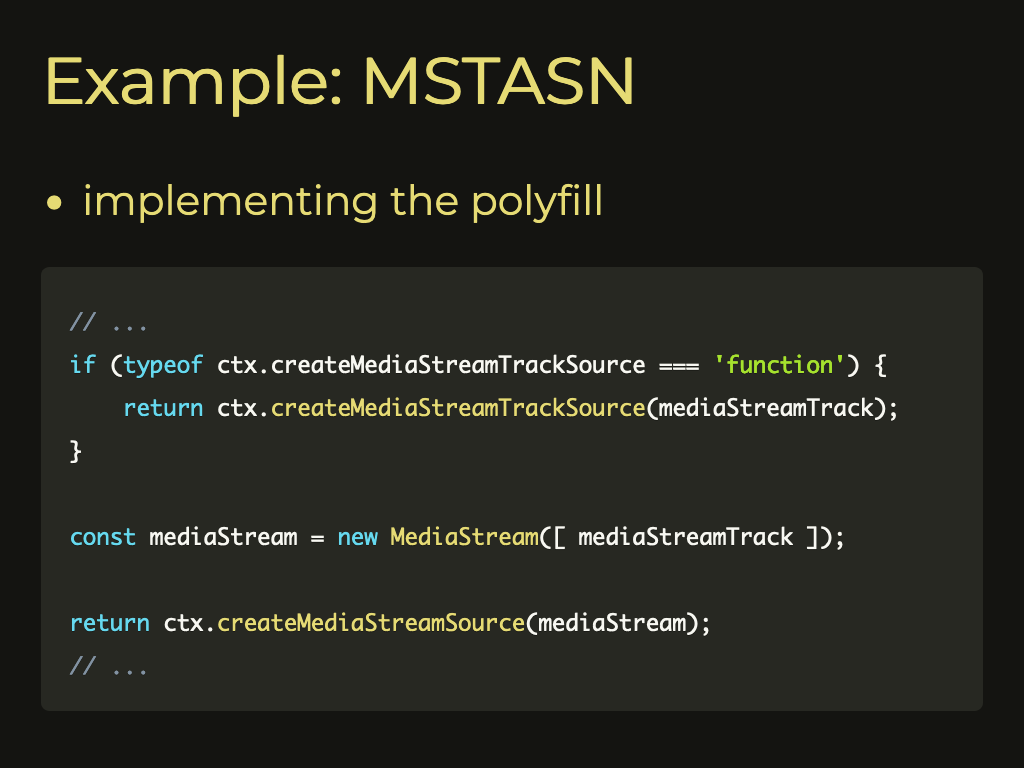 Example: MSTASN
• implementing the polyfill
// ...
if (typeof ctx.createMediaStreamTrackSource === 'function') {
    return ctx.createMediaStreamTrackSource(mediaStreamTrack);
}
const mediaStream = new MediaStream([ mediaStreamTrack ]);
return ctx.createMediaStreamSource(mediaStream);
// ...